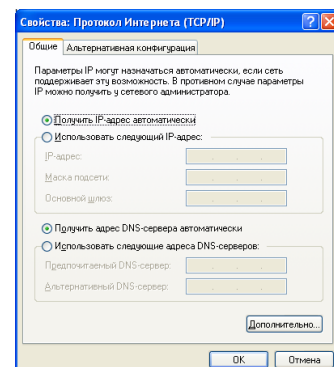 Свойства: Протокол Интернета (TCP/IP)
Общие
Альтернативная конфигурация
Параметры IP могут назначаться автоматически, если сеть
поддерживает эту возможность. В противном случае параметры
IP можно получить у сетевого администратора.
Получить IP-адрес автоматически
Использовать следующий IP-адрес:
IP-адрес:
Маска подсети:
Основной шлюз:
Получить адрес DNS-сервера автоматически
Использовать следующие адреса DNS-серверов:
Предпочитаемый DNS-сервер:
Альтернативный DNS-сервер:
Дополнительно...
OK
Отмена